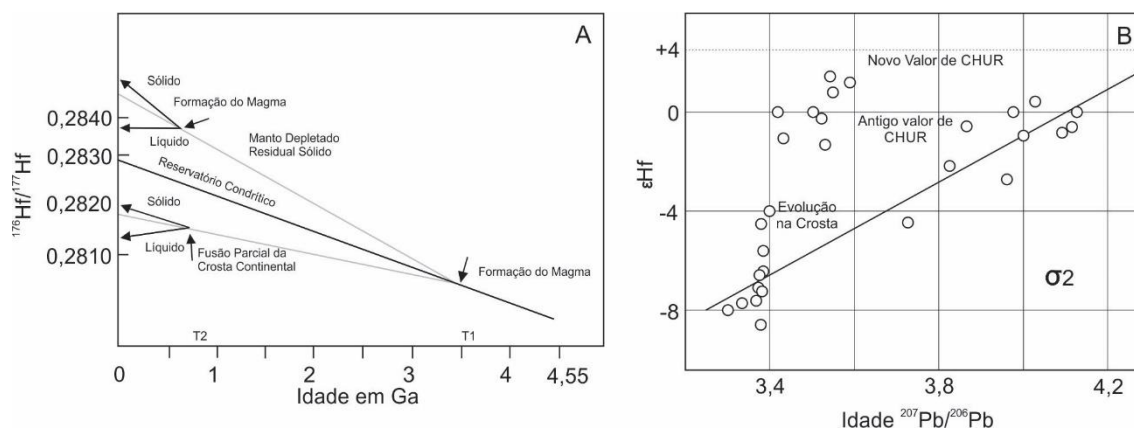 A
Sólido
Formação do Magma
0,2840
Líquido
Manto Depletado
Residual Sólido
0,2830
Reservatório Condrítico
Sólido
0,2820
Líquido
Fusão Parcial da
Crosta Continental
0,2810
Formação do Magma
¹⁷⁶Hf/¹⁷⁷Hf
T2
T1
0
1
2
3
4
4,55
Idade em Ga
B
+4
Novo Valor de CHUR
0
Antigo valor de
CHUR
εHf
-4
Evolução
na Crosta
σ2
-8
3,4
3,8
4,2
Idade ²⁰⁷Pb/²⁰⁶Pb